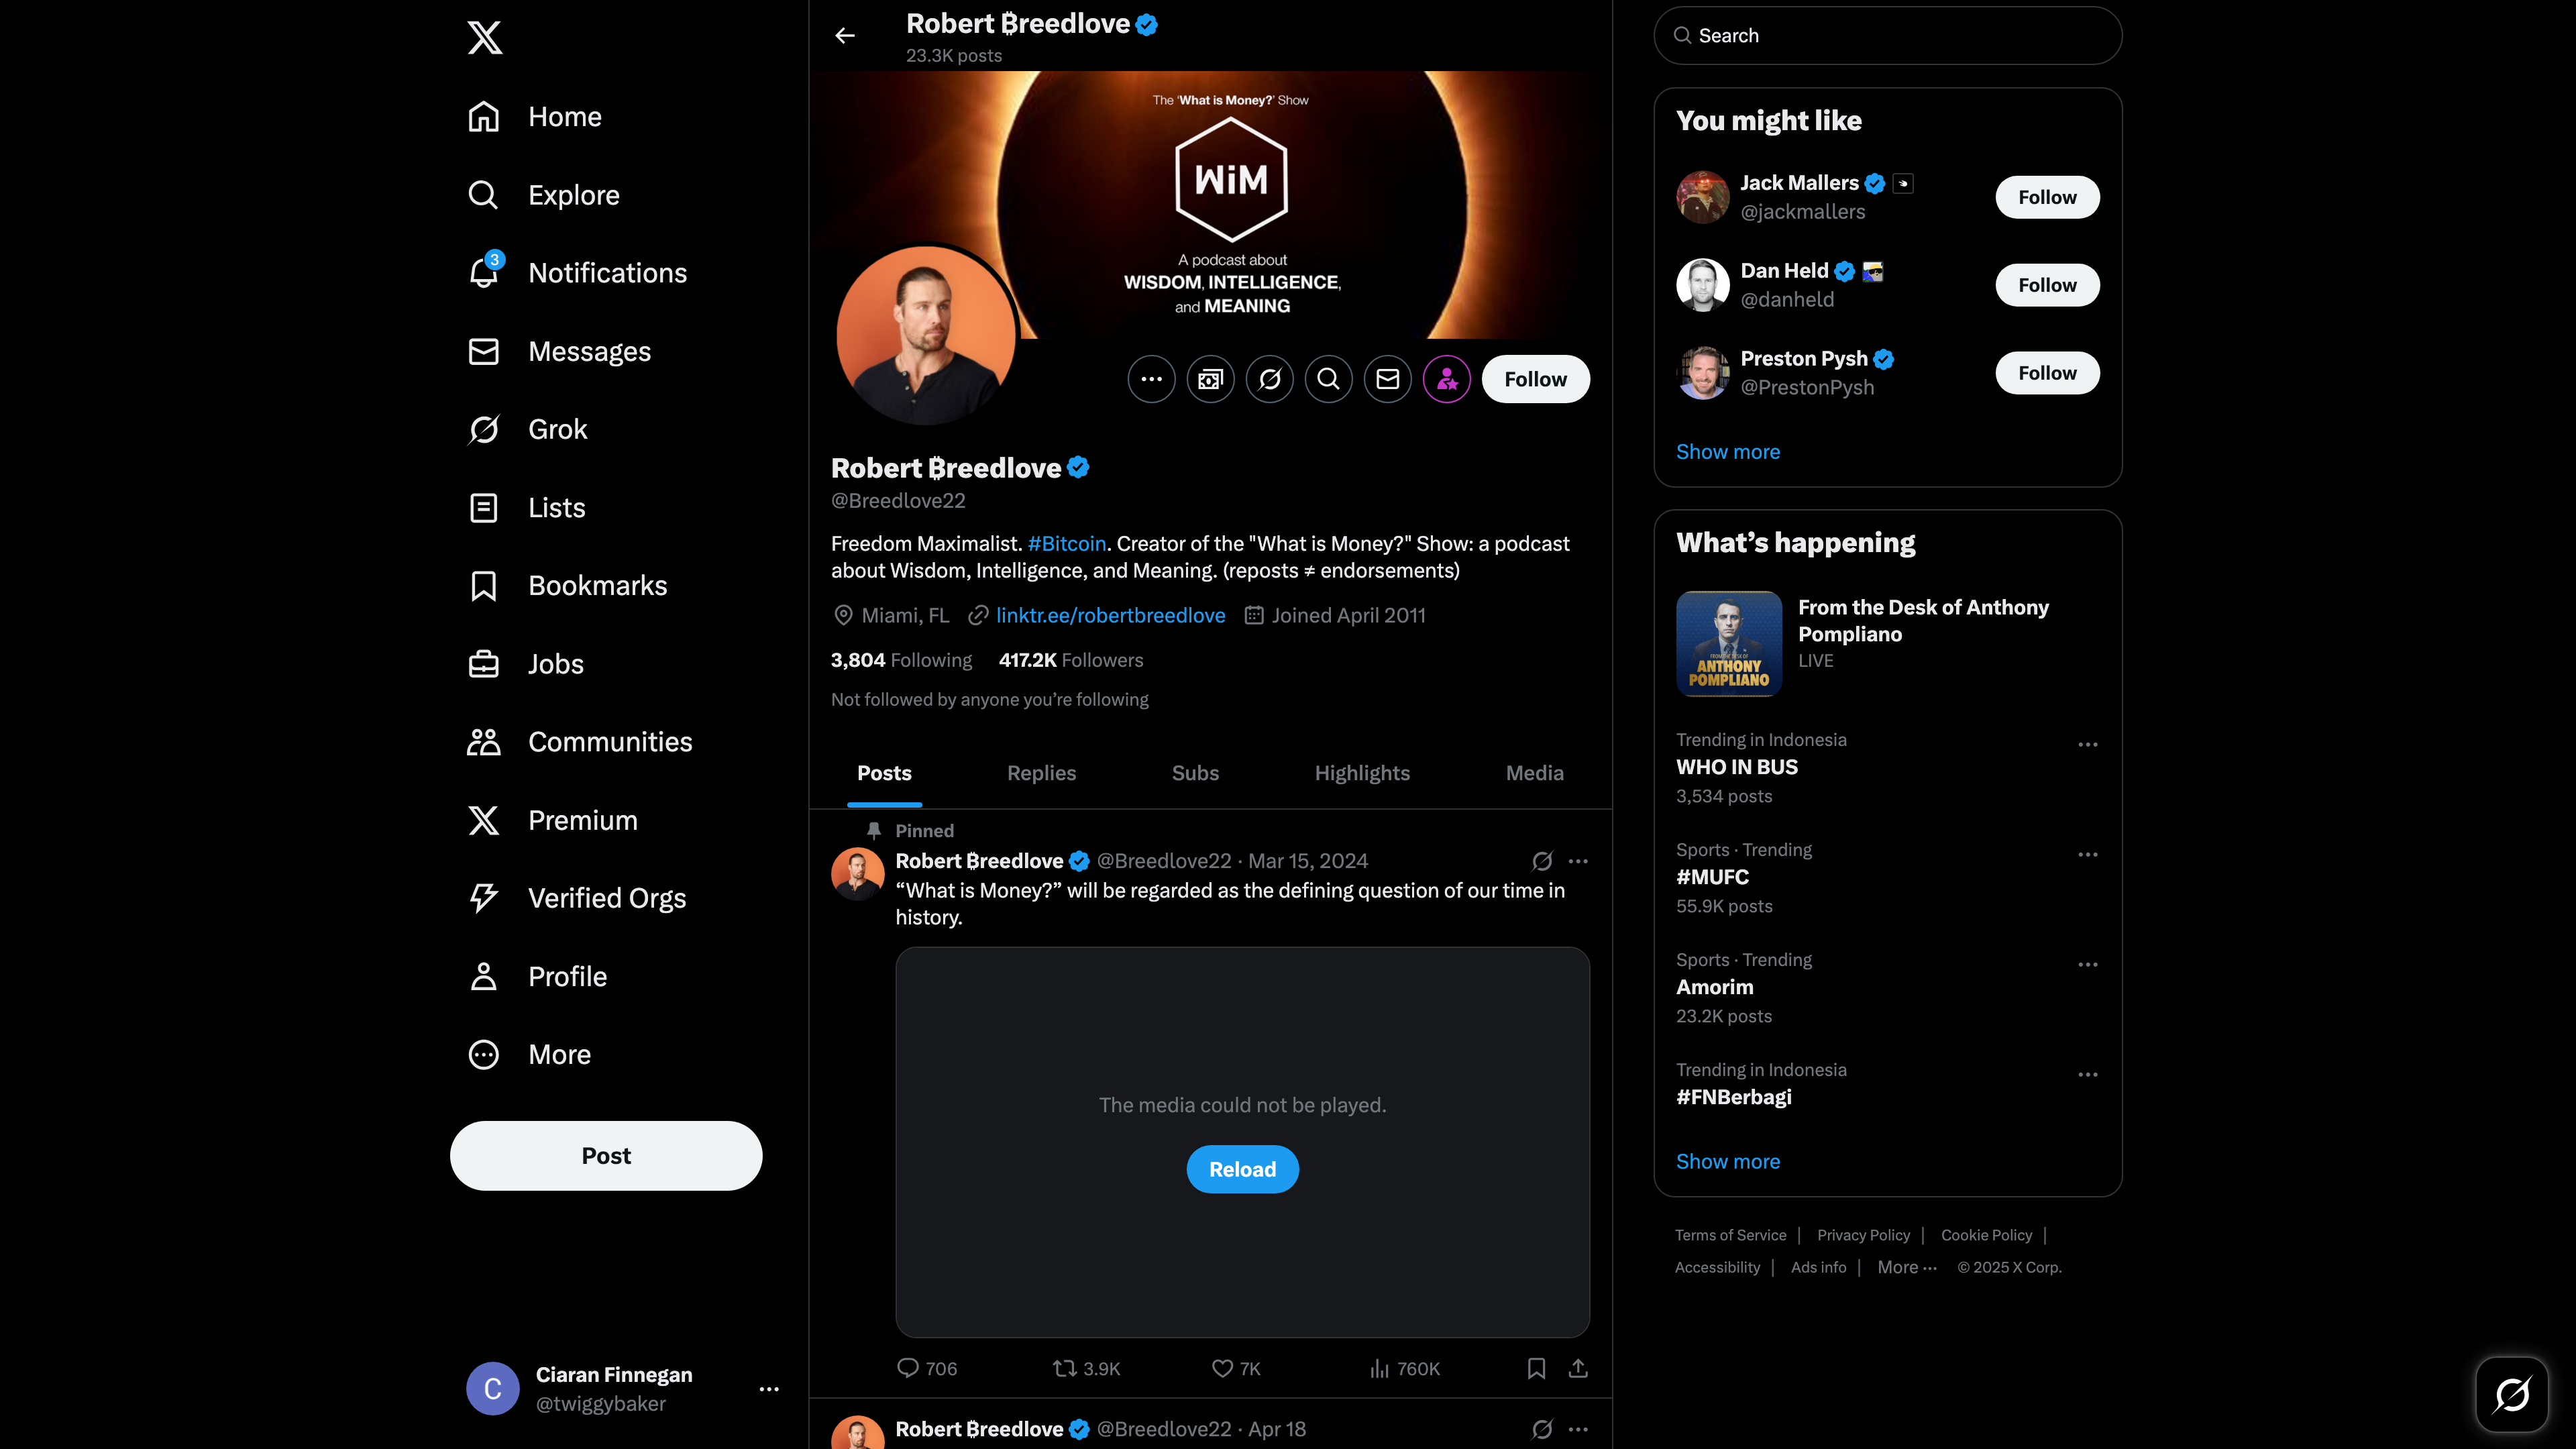 Home
Explore
3
Notifications
Messages
Grok
Lists
Bookmarks
Jobs
Communities
Premium
Verified Orgs
Profile
More
Post
C
Ciaran Finnegan
@twiggybaker
Robert ₿reedlove
23.3K posts
The 'What is Money?' Show
WiM
A podcast about
WISDOM, INTELLIGENCE,
and MEANING
Follow
Robert ₿reedlove
@Breedlove22
Freedom Maximalist. #Bitcoin. Creator of the "What is Money?" Show: a podcast
about Wisdom, Intelligence, and Meaning. (reposts ≠ endorsements)
Miami, FL linktr.ee/robertbreedlove Joined April 2011
3,804 Following 417.2K Followers
Not followed by anyone you’re following
Posts Replies Subs Highlights Media
Pinned
Robert ₿reedlove @Breedlove22 · Mar 15, 2024
“What is Money?” will be regarded as the defining question of our time in
history.
The media could not be played.
Reload
706 3.9K 7K 760K
Robert ₿reedlove @Breedlove22 · Apr 18
Search
You might like
Jack Mallers
@jackmallers
Follow
Dan Held
@danheld
Follow
Preston Pysh
@PrestonPysh
Follow
Show more
What’s happening
FROM THE DESK OF
ANTHONY
POMPLIANO
From the Desk of Anthony
Pompliano
LIVE
Trending in Indonesia
WHO IN BUS
3,534 posts
Sports · Trending
#MUFC
55.9K posts
Sports · Trending
Amorim
23.2K posts
Trending in Indonesia
#FNBerbagi
Show more
Terms of Service | Privacy Policy | Cookie Policy |
Accessibility | Ads info | More ··· © 2025 X Corp.